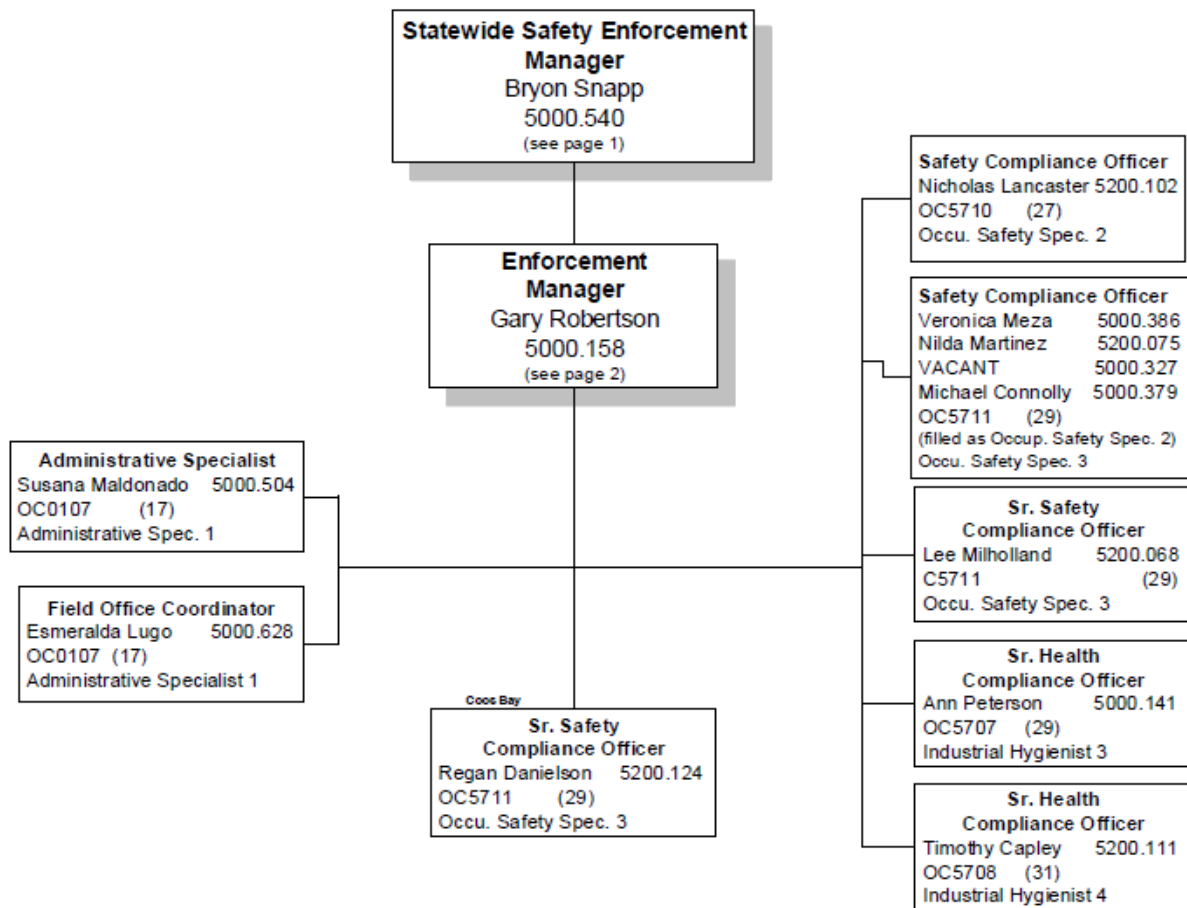 Statewide Safety Enforcement
Manager
Bryon Snapp
5000.540
(see page 1)
Enforcement
Manager
Gary Robertson
5000.158
(see page 2)
Administrative Specialist
Susana Maldonado 5000.504
OC0107 (17)
Administrative Spec. 1
Field Office Coordinator
Esmeralda Lugo 5000.628
OC0107 (17)
Administrative Specialist 1
Coos Bay
Sr. Safety
Compliance Officer
Regan Danielson 5200.124
OC5711 (29)
Occu. Safety Spec. 3
Safety Compliance Officer
Nicholas Lancaster 5200.102
OC5710 (27)
Occu. Safety Spec. 2
Safety Compliance Officer
Veronica Meza 5000.386
Nilda Martinez 5200.075
VACANT 5000.327
Michael Connolly 5000.379
OC5711 (29)
(filled as Occup. Safety Spec. 2)
Occu. Safety Spec. 3
Sr. Safety
Compliance Officer
Lee Milholland 5200.068
C5711 (29)
Occu. Safety Spec. 3
Sr. Health
Compliance Officer
Ann Peterson 5000.141
OC5707 (29)
Industrial Hygienist 3
Sr. Health
Compliance Officer
Timothy Capley 5200.111
OC5708 (31)
Industrial Hygienist 4